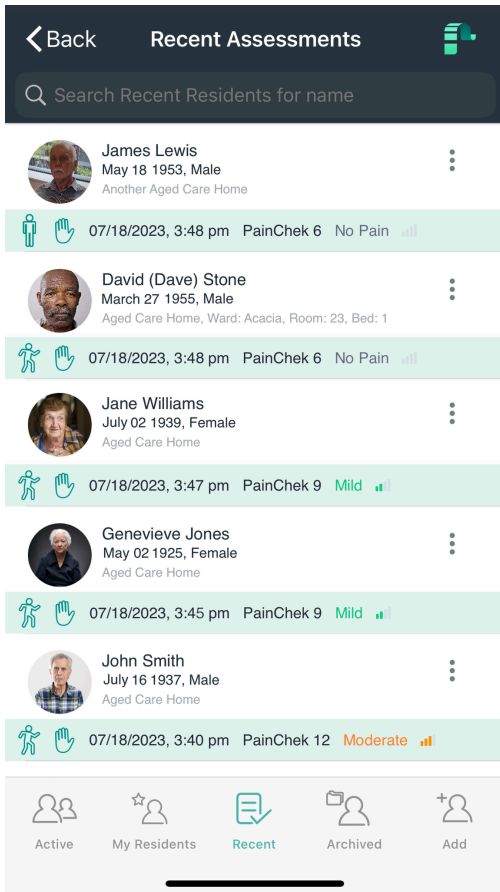 Back
Recent Assessments
Search Recent Residents for name
James Lewis
May 18 1953, Male
Another Aged Care Home
07/18/2023, 3:48 pm PainChek 6 No Pain
David (Dave) Stone
March 27 1955, Male
Aged Care Home, Ward: Acacia, Room: 23, Bed: 1
07/18/2023, 3:48 pm PainChek 6 No Pain
Jane Williams
July 02 1939, Female
Aged Care Home
07/18/2023, 3:47 pm PainChek 9 Mild
Genevieve Jones
May 02 1925, Female
Aged Care Home
07/18/2023, 3:45 pm PainChek 9 Mild
John Smith
July 16 1937, Male
Aged Care Home
07/18/2023, 3:40 pm PainChek 12 Moderate
Active My Residents Recent Archived Add